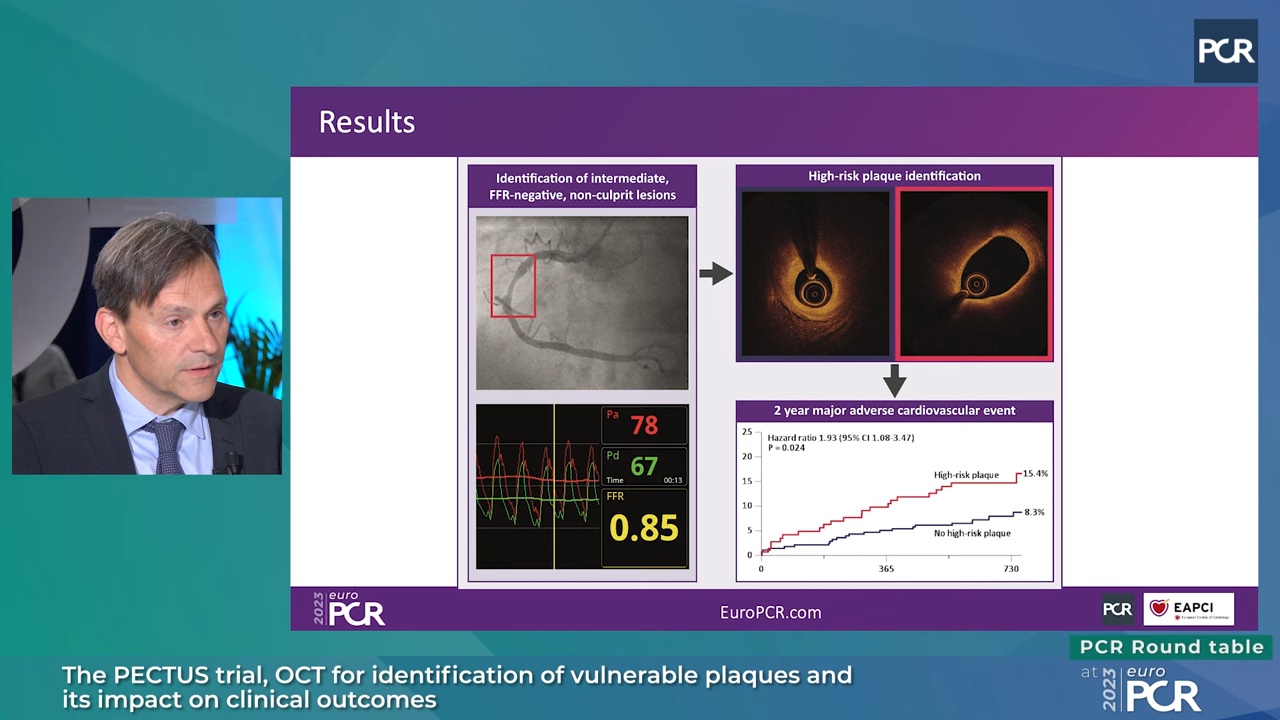 PCR
Results
Identification of intermediate,
FFR-negative, non-culprit lesions
High-risk plaque identification
Pa
78
Pd
67
Time 00:13
FFR
0.85
2 year major adverse cardiovascular event
25
20
15
10
5
0
Hazard ratio 1.93 (95% CI 1.08-3.47)
P = 0.024
High-risk plaque
15.4%
8.3%
No high-risk plaque
0 365 730
2023 euro
PCR
EuroPCR.com
PCR
EAPCI
PCR Round table
The PECTUS trial, OCT for identification of vulnerable plaques and
its impact on clinical outcomes
at 2023 euro
PCR